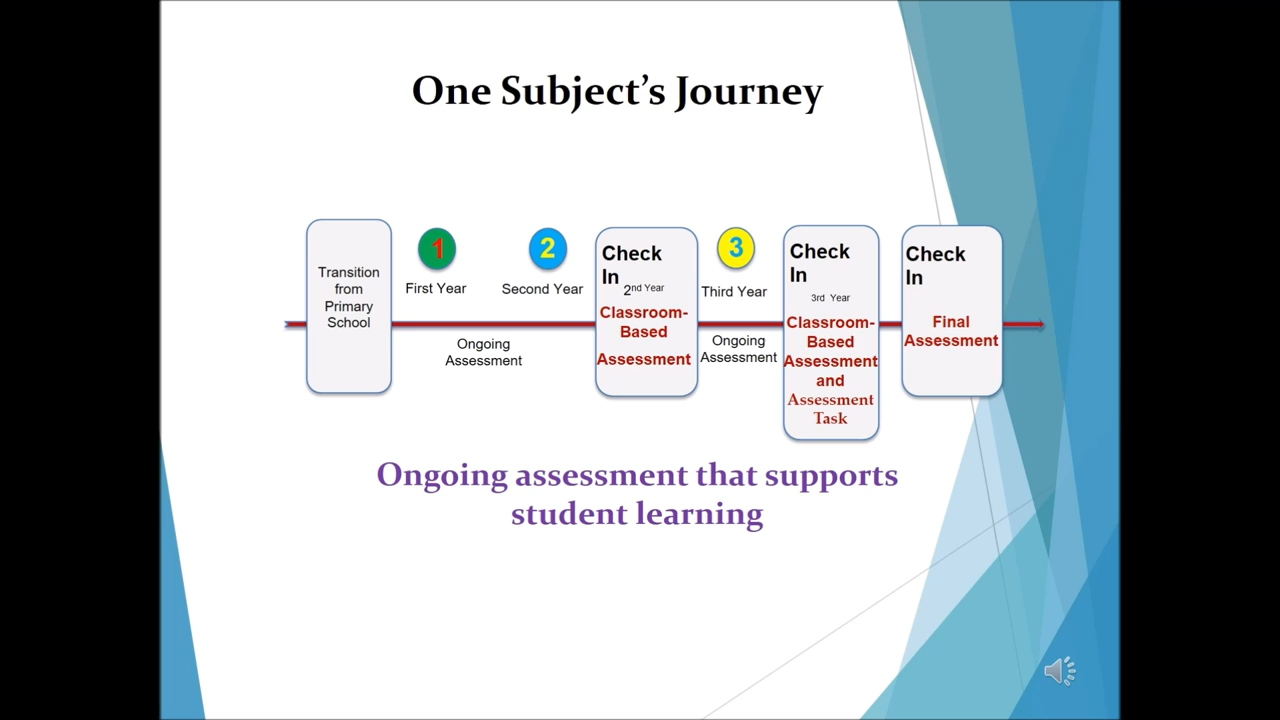 One Subject's Journey
Transition
from
Primary
School
1
First Year
2
Second Year
Ongoing
Assessment
Check
In
2nd Year
Classroom-
Based
Assessment
3
Third Year
Ongoing
Assessment
Check
In
3rd Year
Classroom-
Based
Assessment
and
Assessment
Task
Check
In
Final
Assessment
Ongoing assessment that supports
student learning